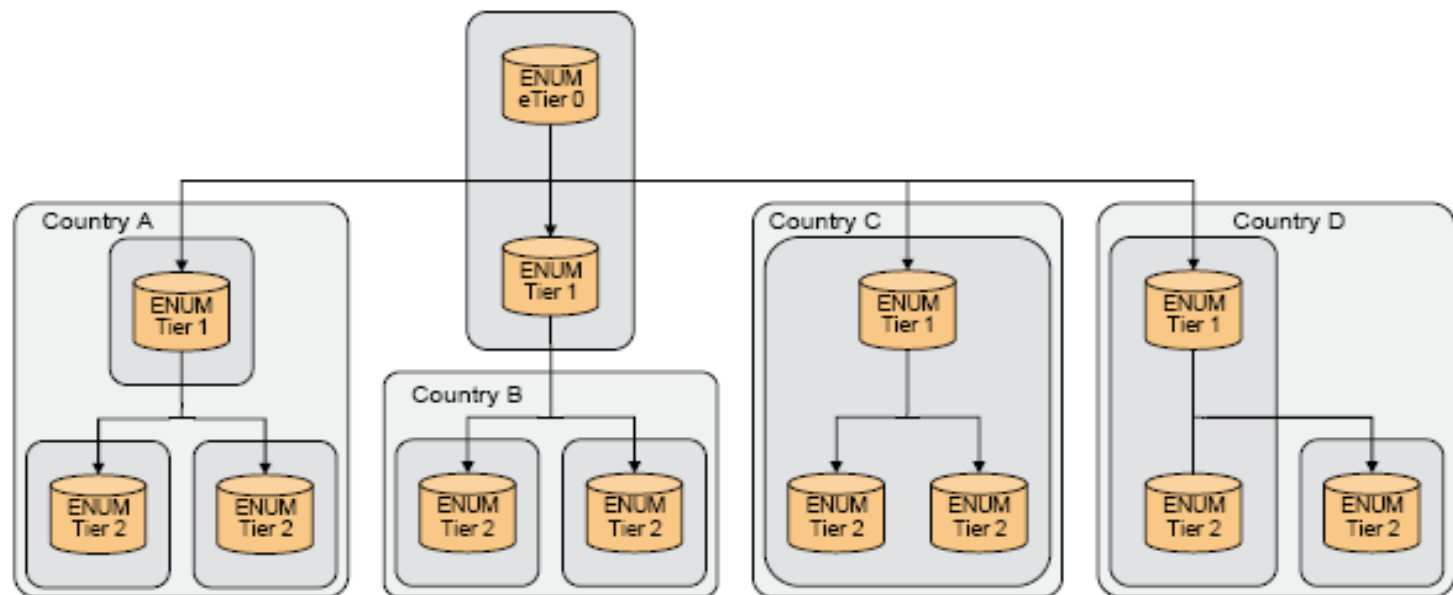 ENUM
eTier 0
Country A
ENUM
Tier 1
ENUM
Tier 2
ENUM
Tier 2
ENUM
Tier 1
Country B
ENUM
Tier 2
ENUM
Tier 2
Country C
ENUM
Tier 1
ENUM
Tier 2
ENUM
Tier 2
Country D
ENUM
Tier 1
ENUM
Tier 2
ENUM
Tier 2